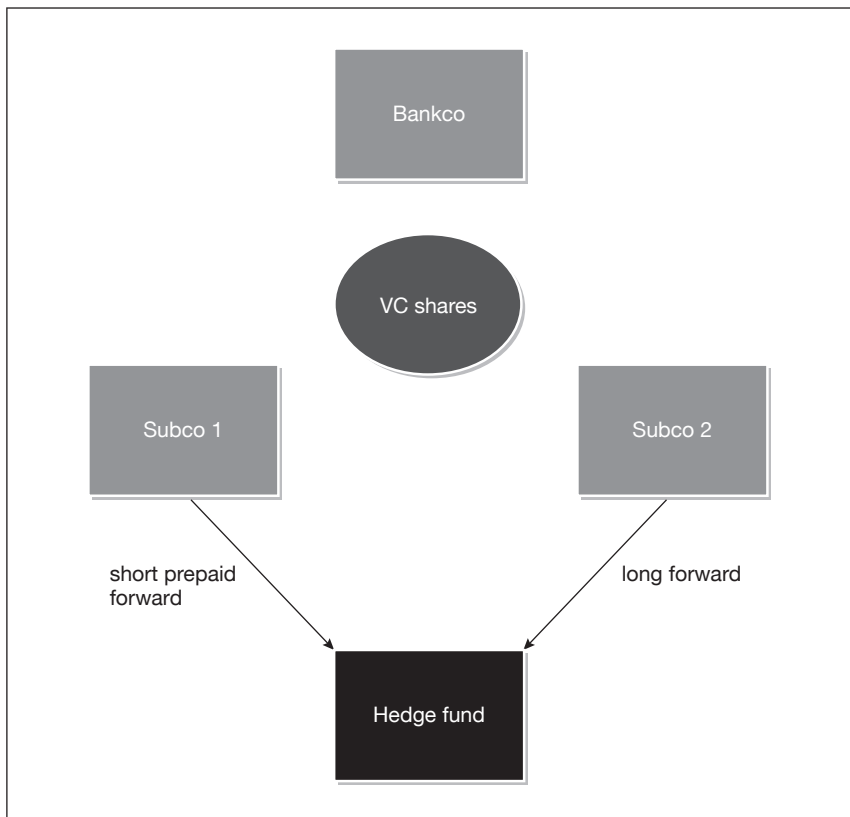 Bankco
VC shares
Subco 1
Subco 2
short prepaid
forward
long forward
Hedge fund